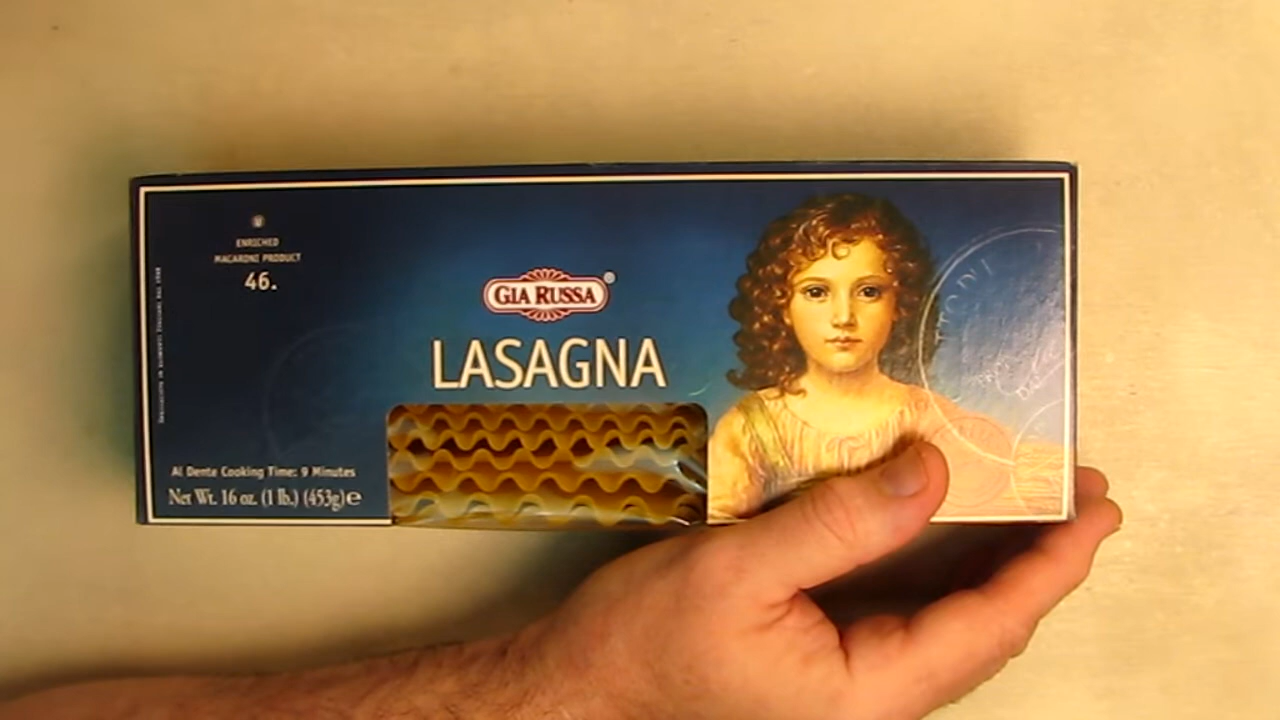 ENRICHED
MACARONI PRODUCT
46.
GIA RUSSA®
LASAGNA
Al Dente Cooking Time: 9 Minutes
Net Wt. 16 oz. (1 lb.) (453g)e